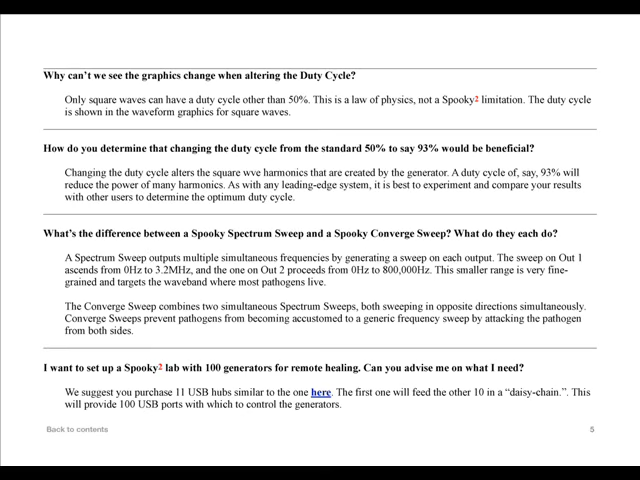 Why can't we see the graphics change when altering the Duty Cycle?
Only square waves can have a duty cycle other than 50%. This is a law of physics, not a Spooky2 limitation. The duty cycle
is shown in the waveform graphics for square waves.
How do you determine that changing the duty cycle from the standard 50% to say 93% would be beneficial?
Changing the duty cycle alters the square wve harmonics that are created by the generator. A duty cycle of, say, 93% will
reduce the power of many harmonics. As with any leading-edge system, it is best to experiment and compare your results
with other users to determine the optimum duty cycle.
What's the difference between a Spooky Spectrum Sweep and a Spooky Converge Sweep? What do they each do?
A Spectrum Sweep outputs multiple simultaneous frequencies by generating a sweep on each output. The sweep on Out 1
ascends from 0Hz to 3.2MHz, and the one on Out 2 proceeds from 0Hz to 800,000Hz. This smaller range is very fine-
grained and targets the waveband where most pathogens live.
The Converge Sweep combines two simultaneous Spectrum Sweeps, both sweeping in opposite directions simultaneously.
Converge Sweeps prevent pathogens from becoming accustomed to a generic frequency sweep by attacking the pathogen
from both sides.
I want to set up a Spooky2 lab with 100 generators for remote healing. Can you advise me on what I need?
We suggest you purchase 11 USB hubs similar to the one here. The first one will feed the other 10 in a “daisy-chain.”. This
will provide 100 USB ports with which to control the generators.
Back to contents
5